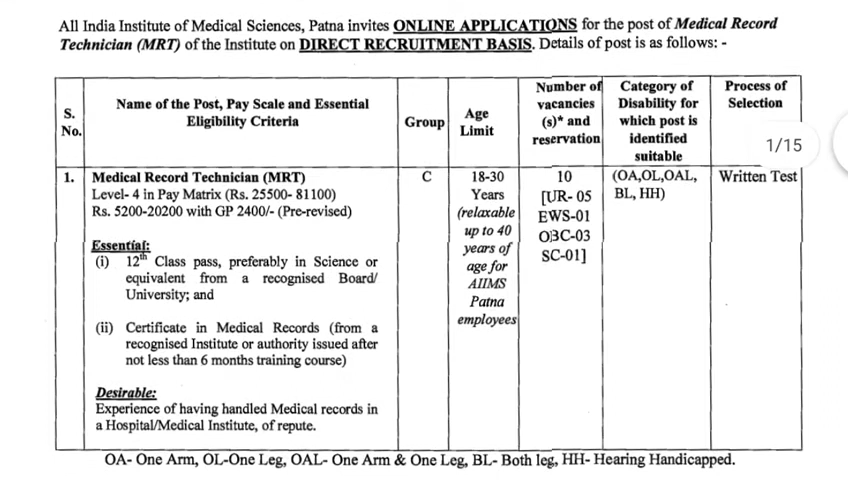 All India Institute of Medical Sciences, Patna invites ONLINE APPLICATIONS for the post of Medical Record
Technician (MRT) of the Institute on DIRECT RECRUITMENT BASIS. Details of post is as follows: -
S. No.
Name of the Post, Pay Scale and Essential
Eligibility Criteria
Group
Age
Limit
Number of
vacancies
(s)* and
reservation
Category of
Disability for
which post is
identified
suitable
Process of
Selection
1/15
1.
Medical Record Technician (MRT)
Level- 4 in Pay Matrix (Rs. 25500- 81100)
Rs. 5200-20200 with GP 2400/- (Pre-revised)
Essential:
(i) 12th Class pass, preferably in Science or
equivalent from a recognised Board/
University; and
(ii) Certificate in Medical Records (from a
recognised Institute or authority issued after
not less than 6 months training course)
Desirable:
Experience of having handled Medical records in
a Hospital/Medical Institute, of repute.
C
18-30
Years
(relaxable
up to 40
years of
age for
AIIMS
Patna
employees
10
[UR- 05
EWS-01
OBC-03
SC-01]
(OA,OL,OAL,
BL, HH)
Written Test
OA- One Arm, OL-One Leg, OAL- One Arm & One Leg, BL- Both leg, HH- Hearing Handicapped.